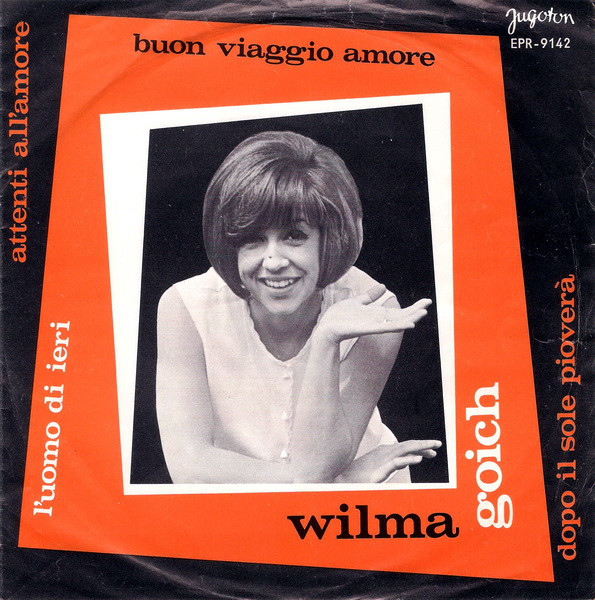 Jugoton
EPR-9142
buon viaggio amore
attenti all'amore
l'uomo di ieri
wilma
goich
dopo il sole pioverà